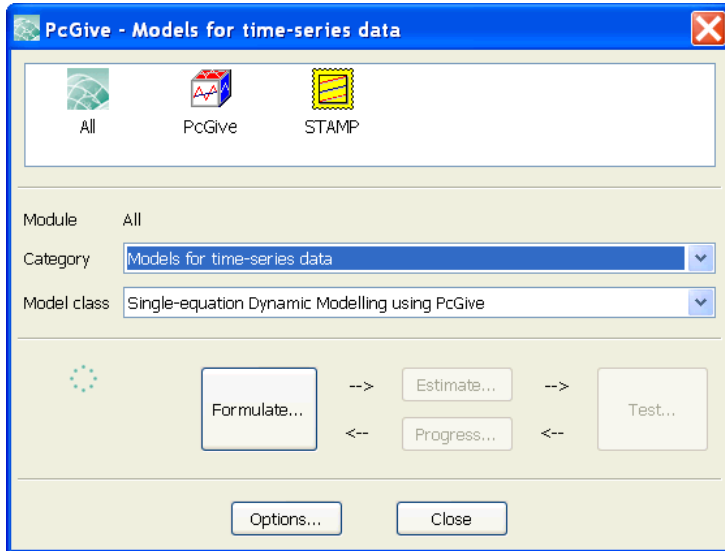 PcGive - Models for time-series data
All PcGive STAMP
Module All
Category Models for time-series data
Model class Single-equation Dynamic Modelling using PcGive
Formulate... --> Estimate... --> Test...
<-- Progress... <--
Options... Close